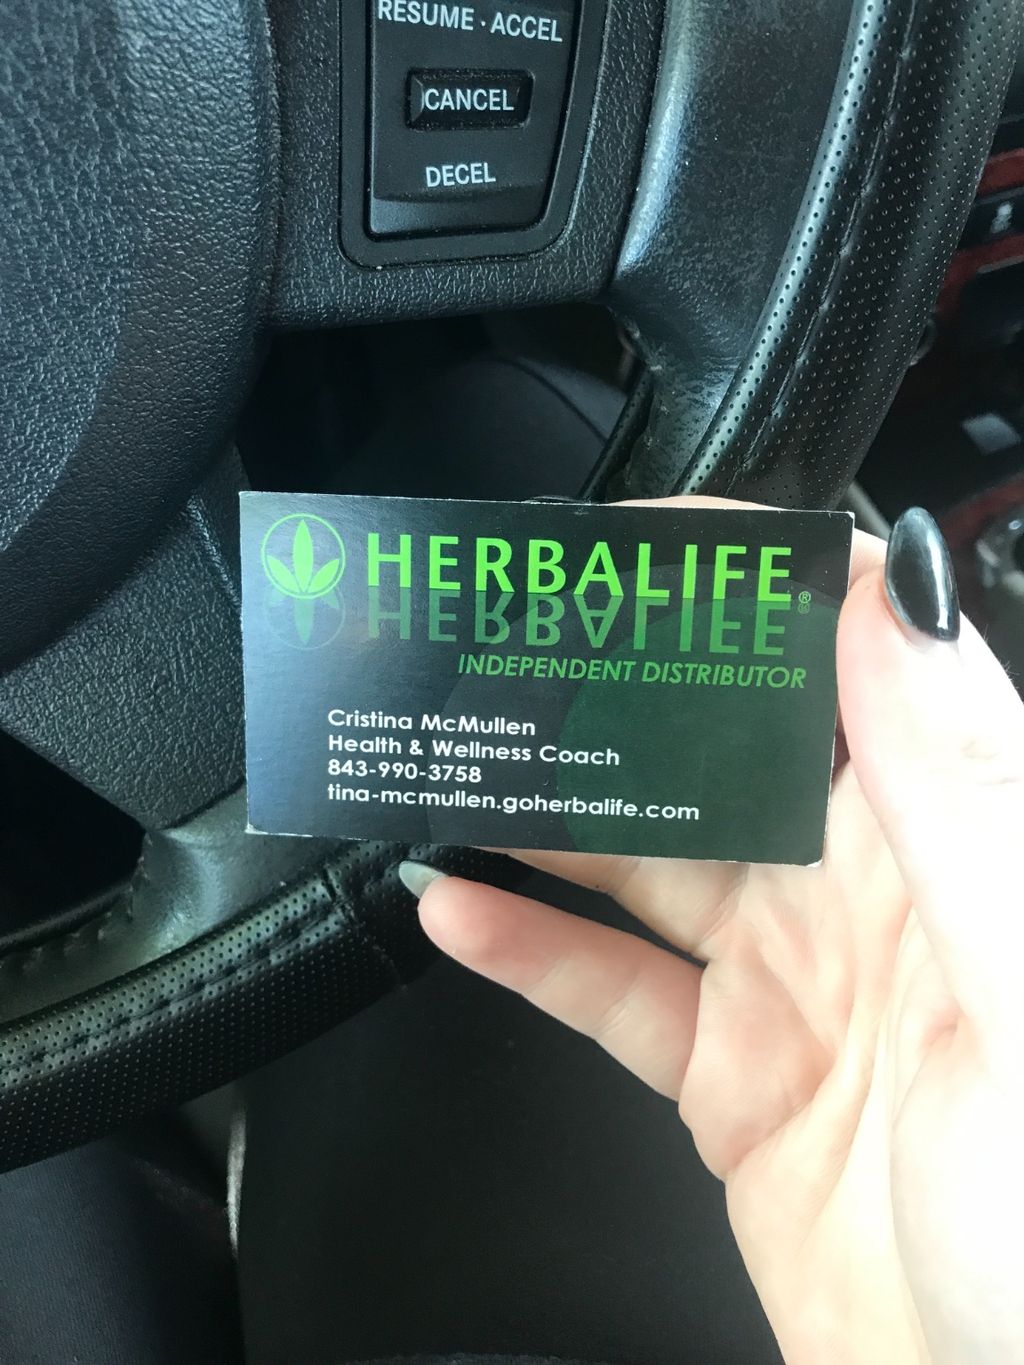 RESUME · ACCEL
CANCEL
DECEL
HERBALIFE®
INDEPENDENT DISTRIBUTOR
Cristina McMullen
Health & Wellness Coach
843-990-3758
tina-mcmullen.goherbalife.com